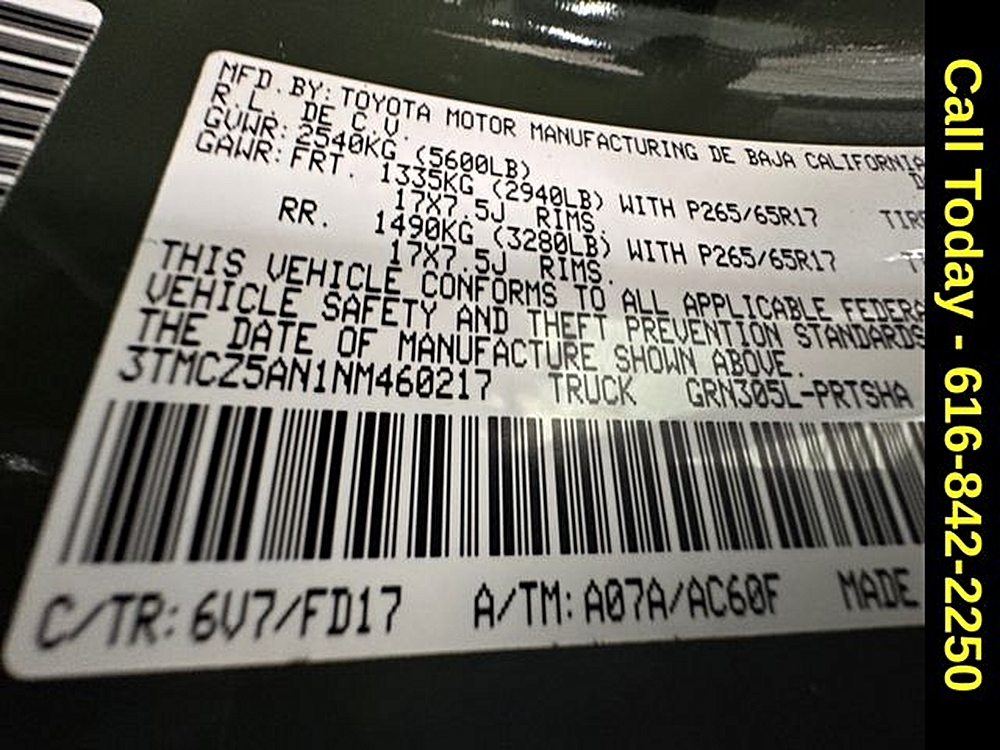 MFD.BY:TOYOTA MOTOR MANUFACTURING DE BAJA CALIFORNIA
R.L. DE C.V.
GVWR: 2540KG (5600LB)
GAWR:FRT. 1335KG (2940LB) WITH P265/65R17
17X7.5J RIMS.
RR. 1490KG (3280LB) WITH P265/65R17
17X7.5J RIMS.
THIS VEHICLE CONFORMS TO ALL APPLICABLE FEDERA
VEHICLE SAFETY AND THEFT PREVENTION STANDARDS
THE DATE OF MANUFACTURE SHOWN ABOVE.
3TMCZ5AN1NM460217 TRUCK GRN305L-PRTSHA
C/TR: 6V7/FD17 A/TM: A07A/AC60F MADE
Call Today - 616-842-2250